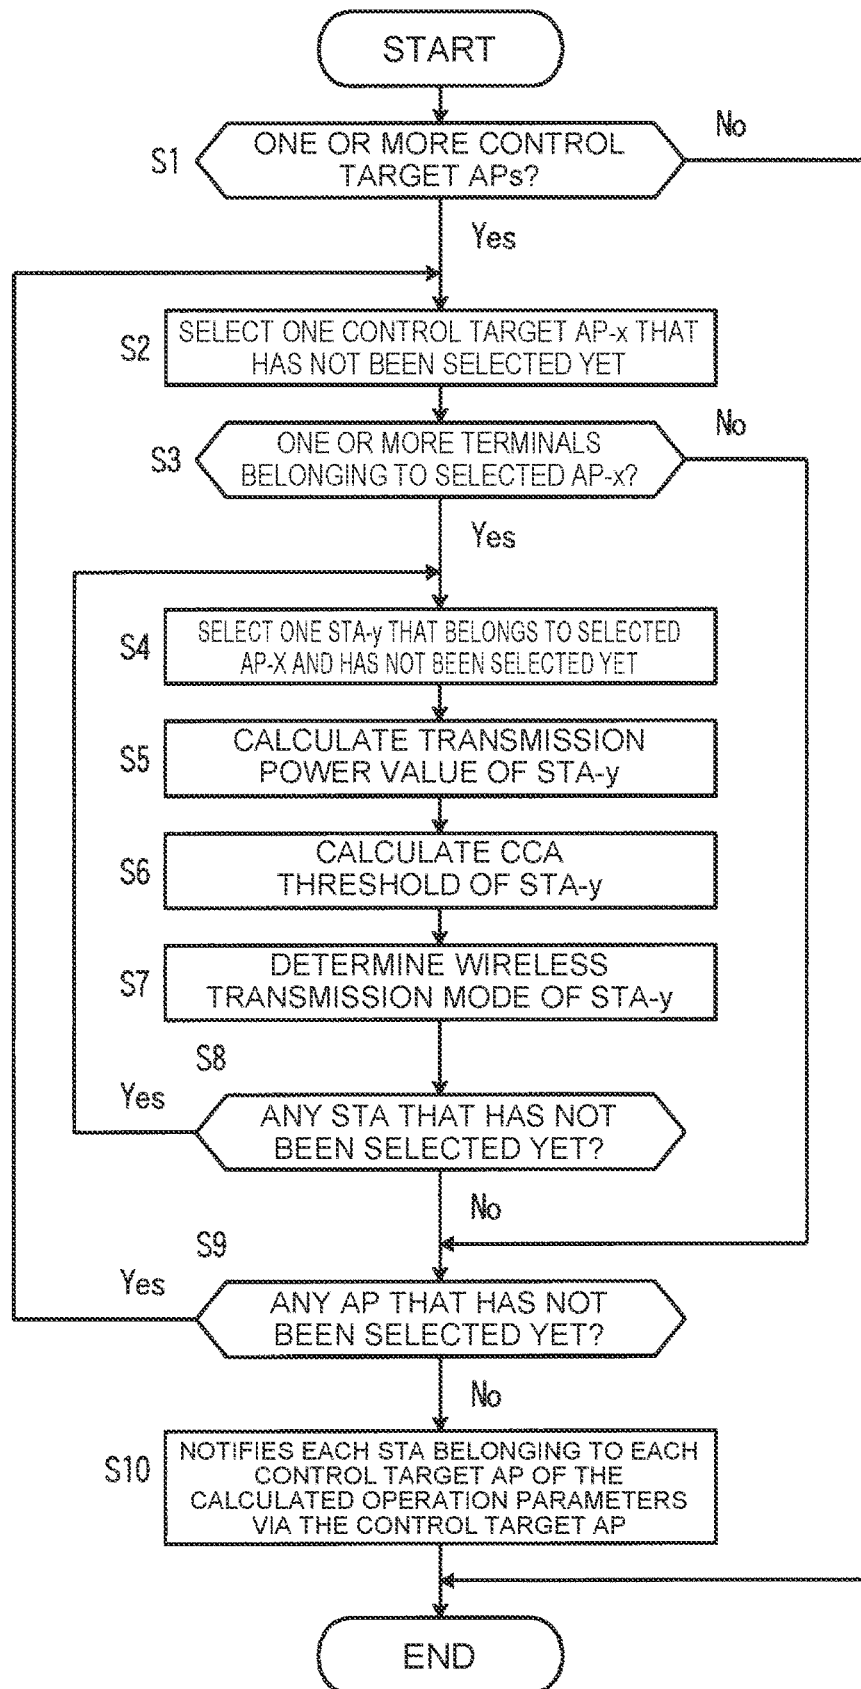 START
No
S1
ONE OR MORE CONTROL
TARGET APs?
Yes
S2
SELECT ONE CONTROL TARGET AP-x THAT
HAS NOT BEEN SELECTED YET
No
S3
ONE OR MORE TERMINALS
BELONGING TO SELECTED AP-x?
Yes
S4
SELECT ONE STA-y THAT BELONGS TO SELECTED
AP-X AND HAS NOT BEEN SELECTED YET
S5
CALCULATE TRANSMISSION
POWER VALUE OF STA-y
S6
CALCULATE CCA
THRESHOLD OF STA-y
S7
DETERMINE WIRELESS
TRANSMISSION MODE OF STA-y
S8
Yes
ANY STA THAT HAS NOT
BEEN SELECTED YET?
No
S9
Yes
ANY AP THAT HAS NOT
BEEN SELECTED YET?
No
S10
NOTIFIES EACH STA BELONGING TO EACH
CONTROL TARGET AP OF THE
CALCULATED OPERATION PARAMETERS
VIA THE CONTROL TARGET AP
END